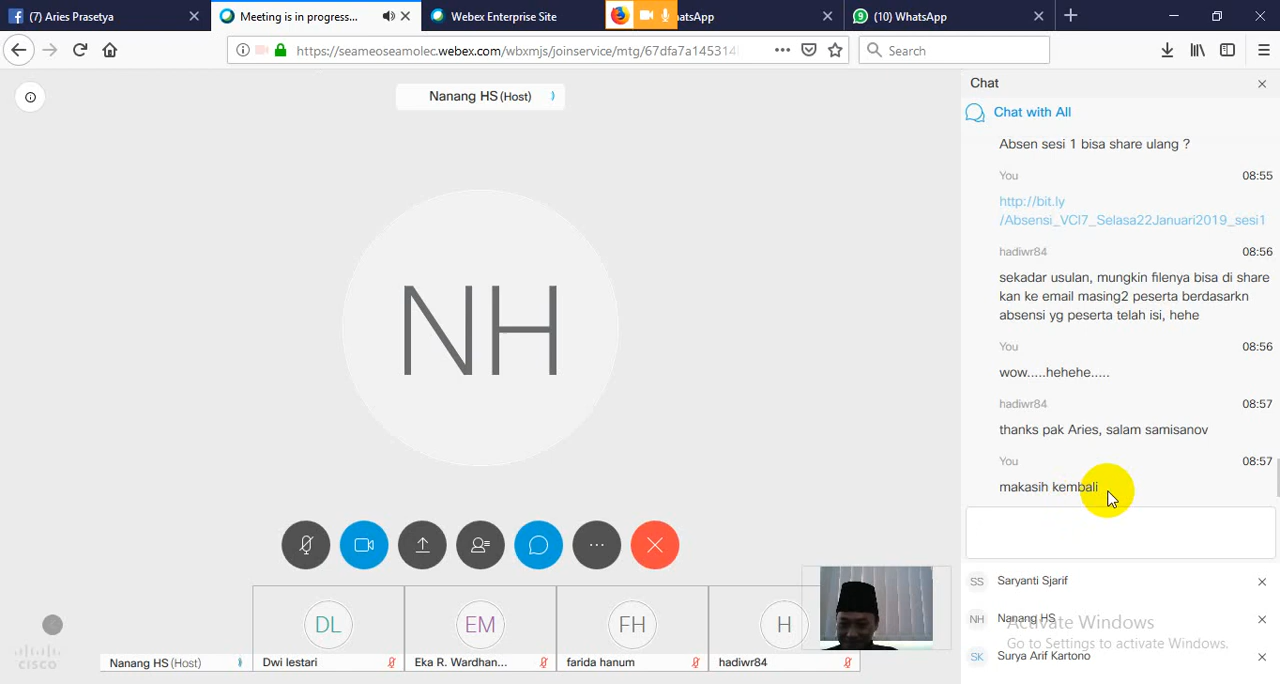 (7) Aries Prasetya
Meeting is in progress...
Webex Enterprise Site
atsApp
(10) WhatsApp
https://seameoseamolec.webex.com/wbxmjs/joinservice/mtg/67dfa7a145314
Search
Nanang HS (Host)
NH
Chat
Chat with All
Absen sesi 1 bisa share ulang ?
You 08:55
http://bit.ly
/Absensi_VCI7_Selasa22Januari2019_sesi1
hadiwr84 08:56
sekadar usulan, mungkin filenya bisa di share
kan ke email masing2 peserta berdasarkn
absensi yg peserta telah isi, hehe
You 08:56
wow.....hehehe.....
hadiwr84 08:57
thanks pak Aries, salam samisanov
You 08:57
makasih kembali
SS Saryanti Sjarif
NH Nanang HS
SK Surya Arif Kartono
Activate Windows
Go to Settings to activate Windows.
cisco
Nanang HS (Host)
DL
Dwi lestari
EM
Eka R. Wardhan...
FH
farida hanum
H
hadiwr84